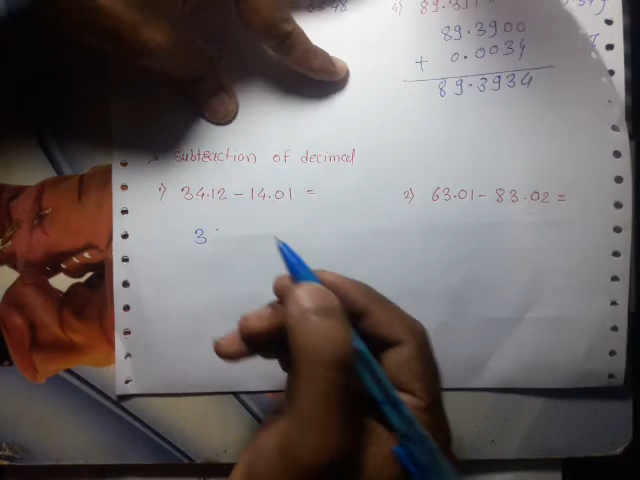 89.3900
+ 0.0034
89.3934
subtraction of decimal
1) 34.12 - 14.01 =
2) 63.01 - 83.02 =
3